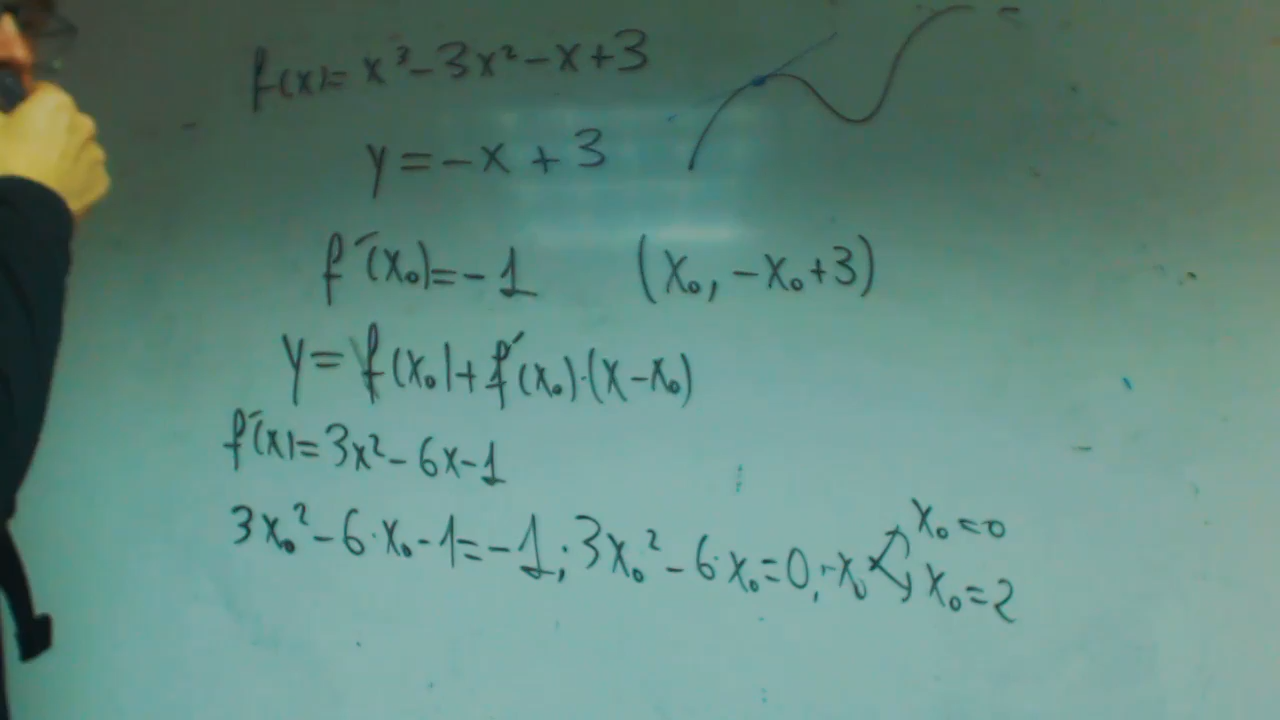 f(x)= x³-3x²-x+3
y=-x+3
f´(x₀)=-1 (x₀, -x₀+3)
y=f(x₀)+f´(x₀)·(x-x₀)
f´(x)=3x²-6x-1
3x₀²-6·x₀-1=-1; 3x₀²-6·x₀=0; x₀ x₀=0
x₀=2